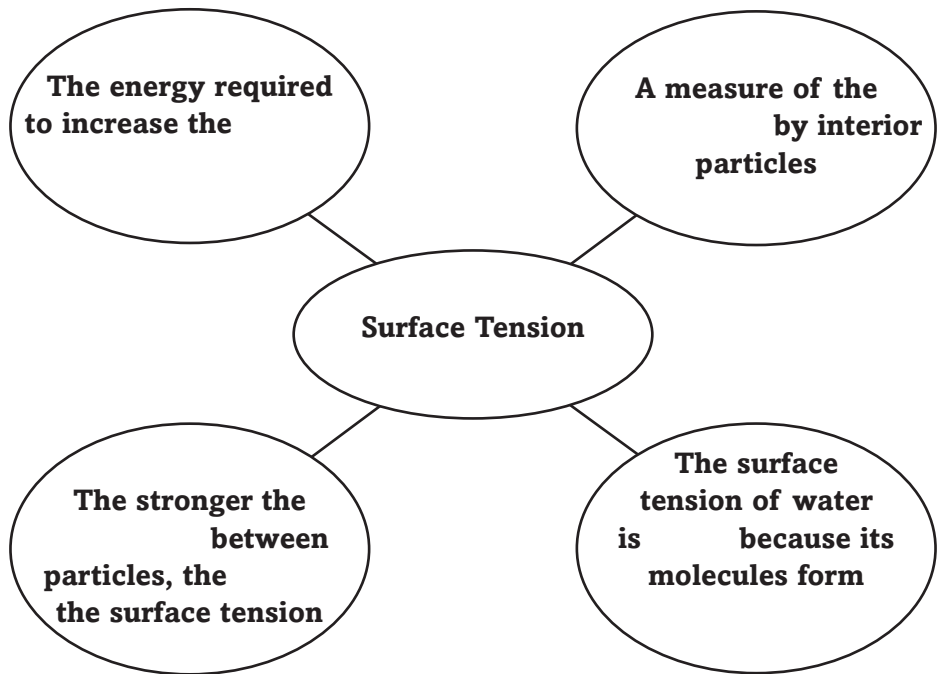 The energy required
to increase the
A measure of the
by interior
particles
Surface Tension
The stronger the
between
particles, the
the surface tension
The surface
tension of water
is because its
molecules form